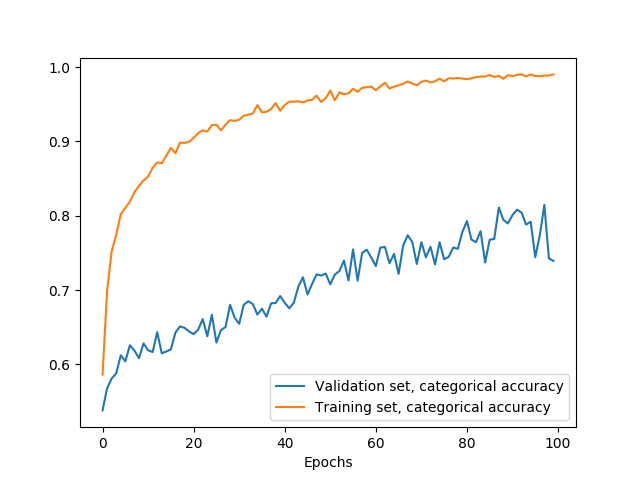 1.0
0.9
0.8
0.7
0.6
Validation set, categorical accuracy
Training set, categorical accuracy
0 20 40 60 80 100
Epochs